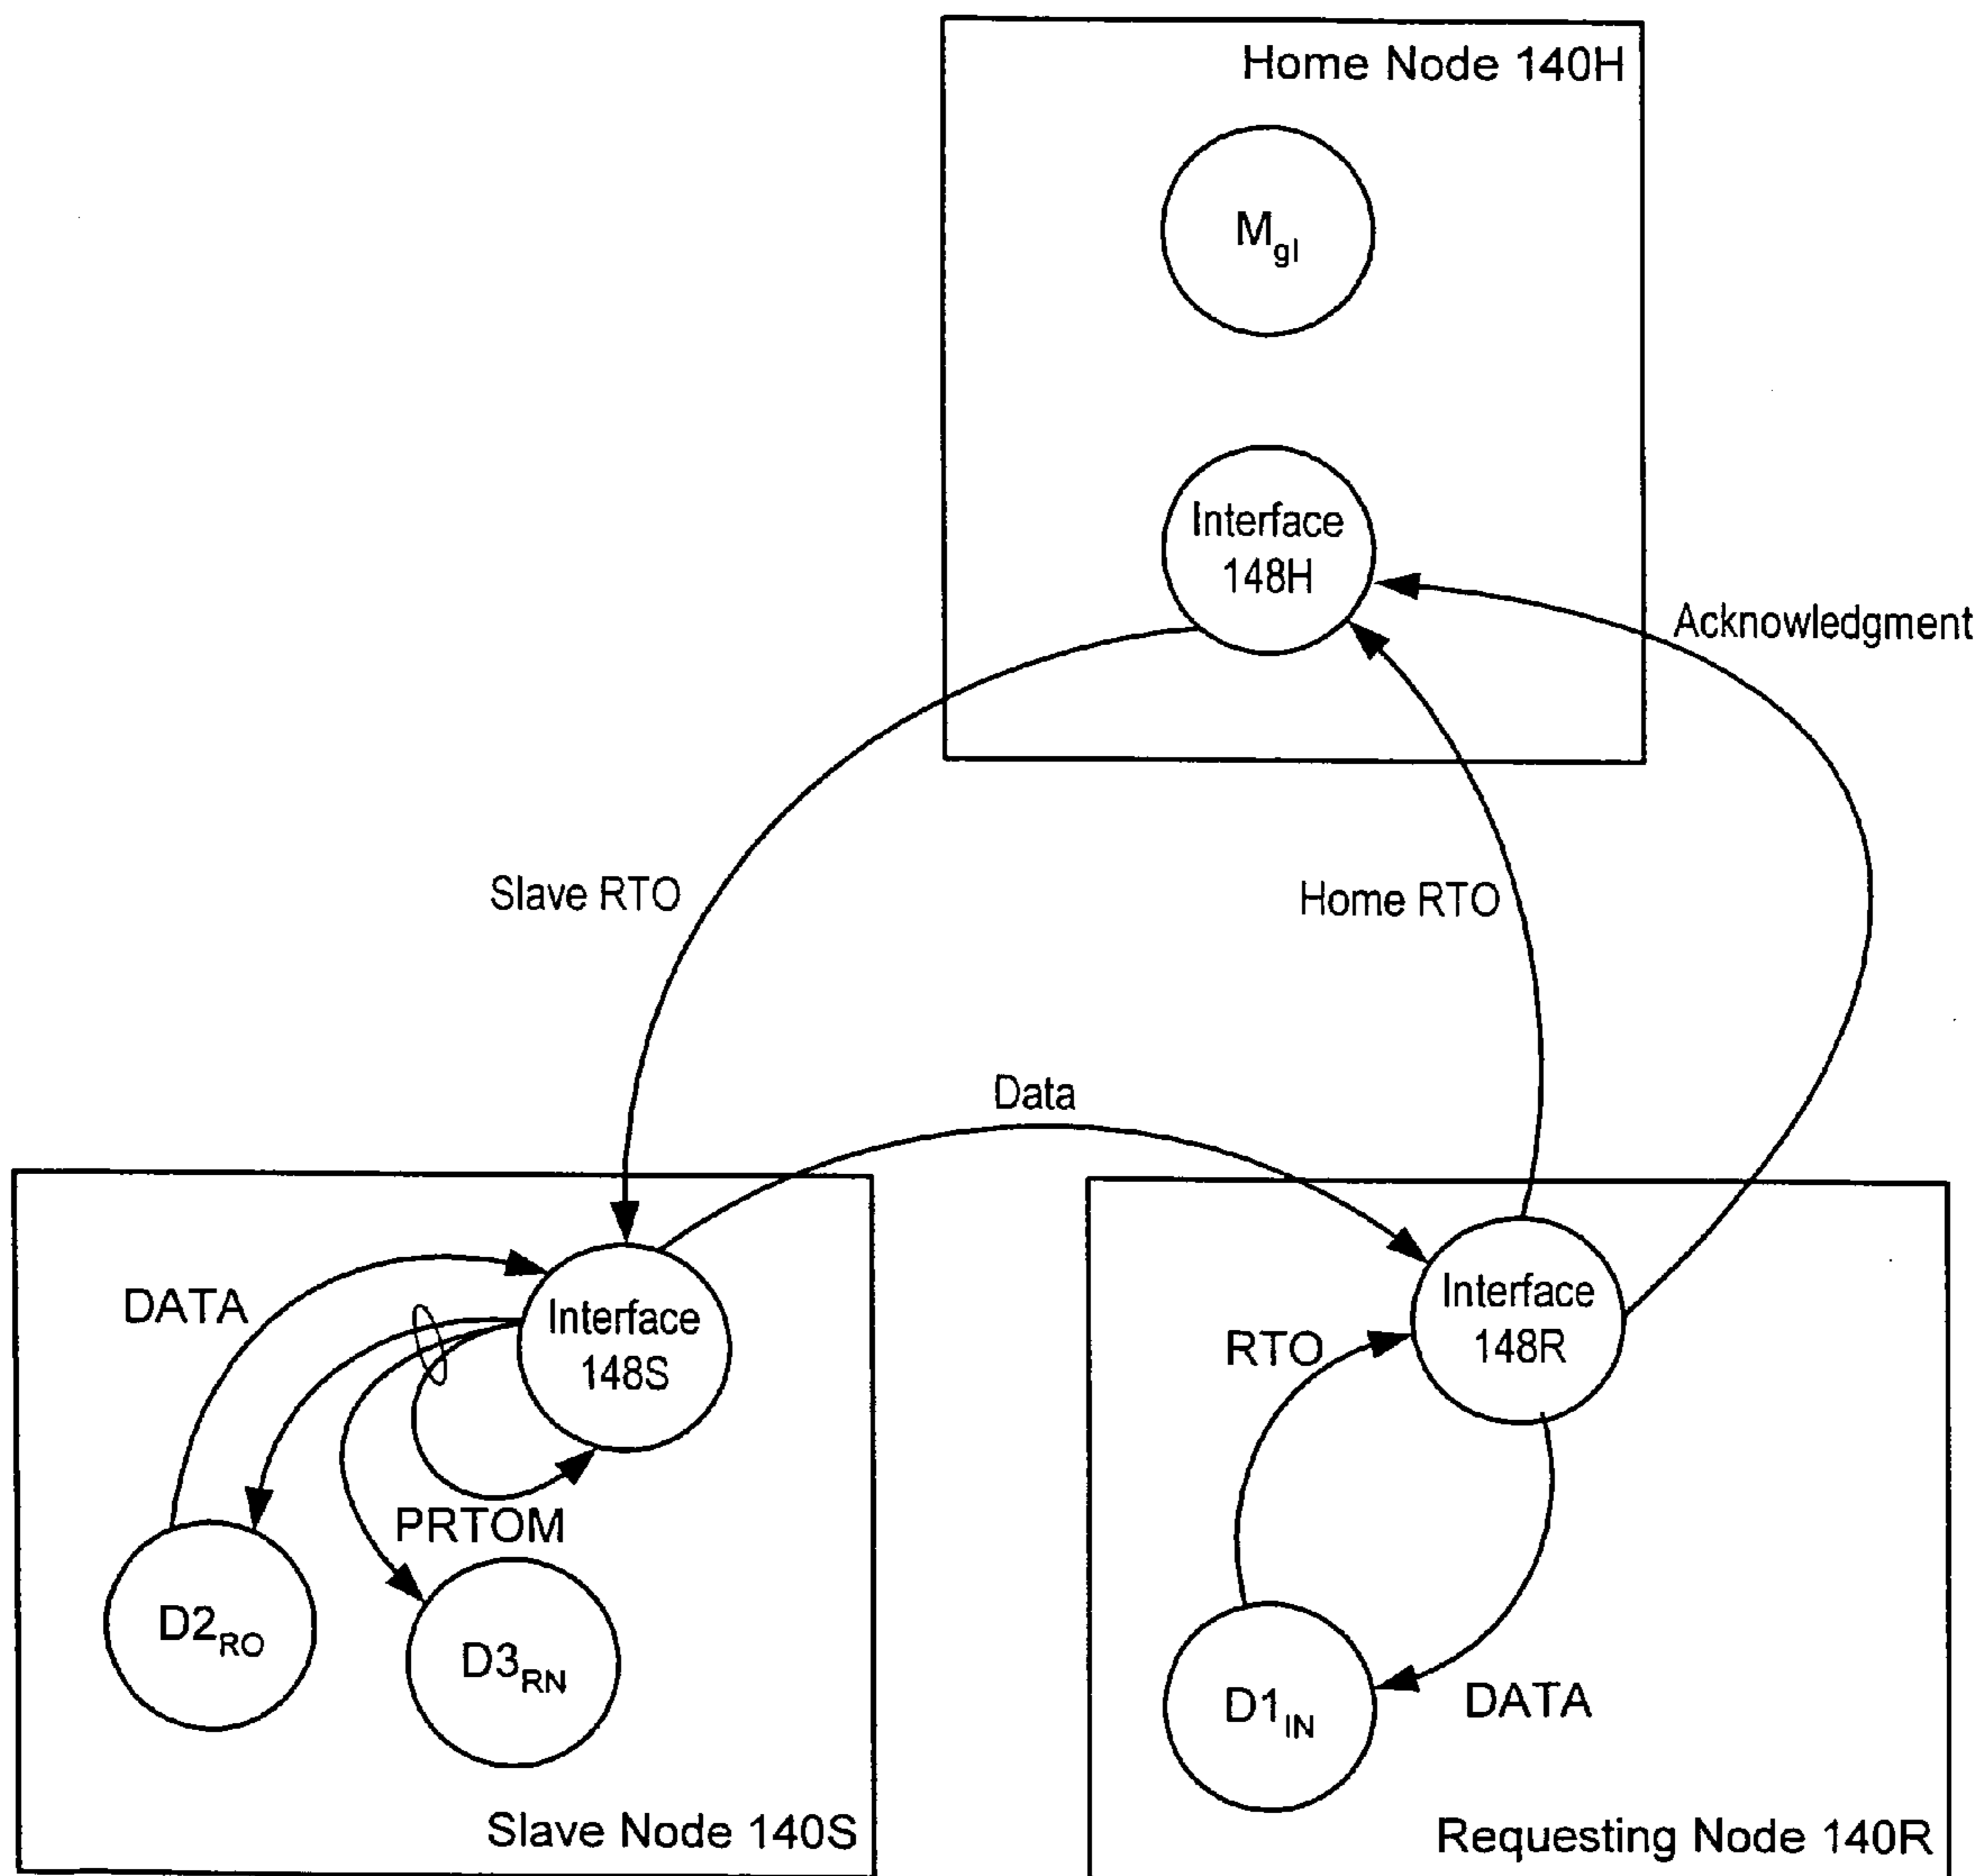 Home Node 140H
Mgl
Interface
148H
Acknowledgment
Slave RTO
Home RTO
Data
DATA
Interface
148S
Interface
148R
RTO
PRTOM
D2RO
D3RN
D1IN
DATA
Slave Node 140S
Requesting Node 140R